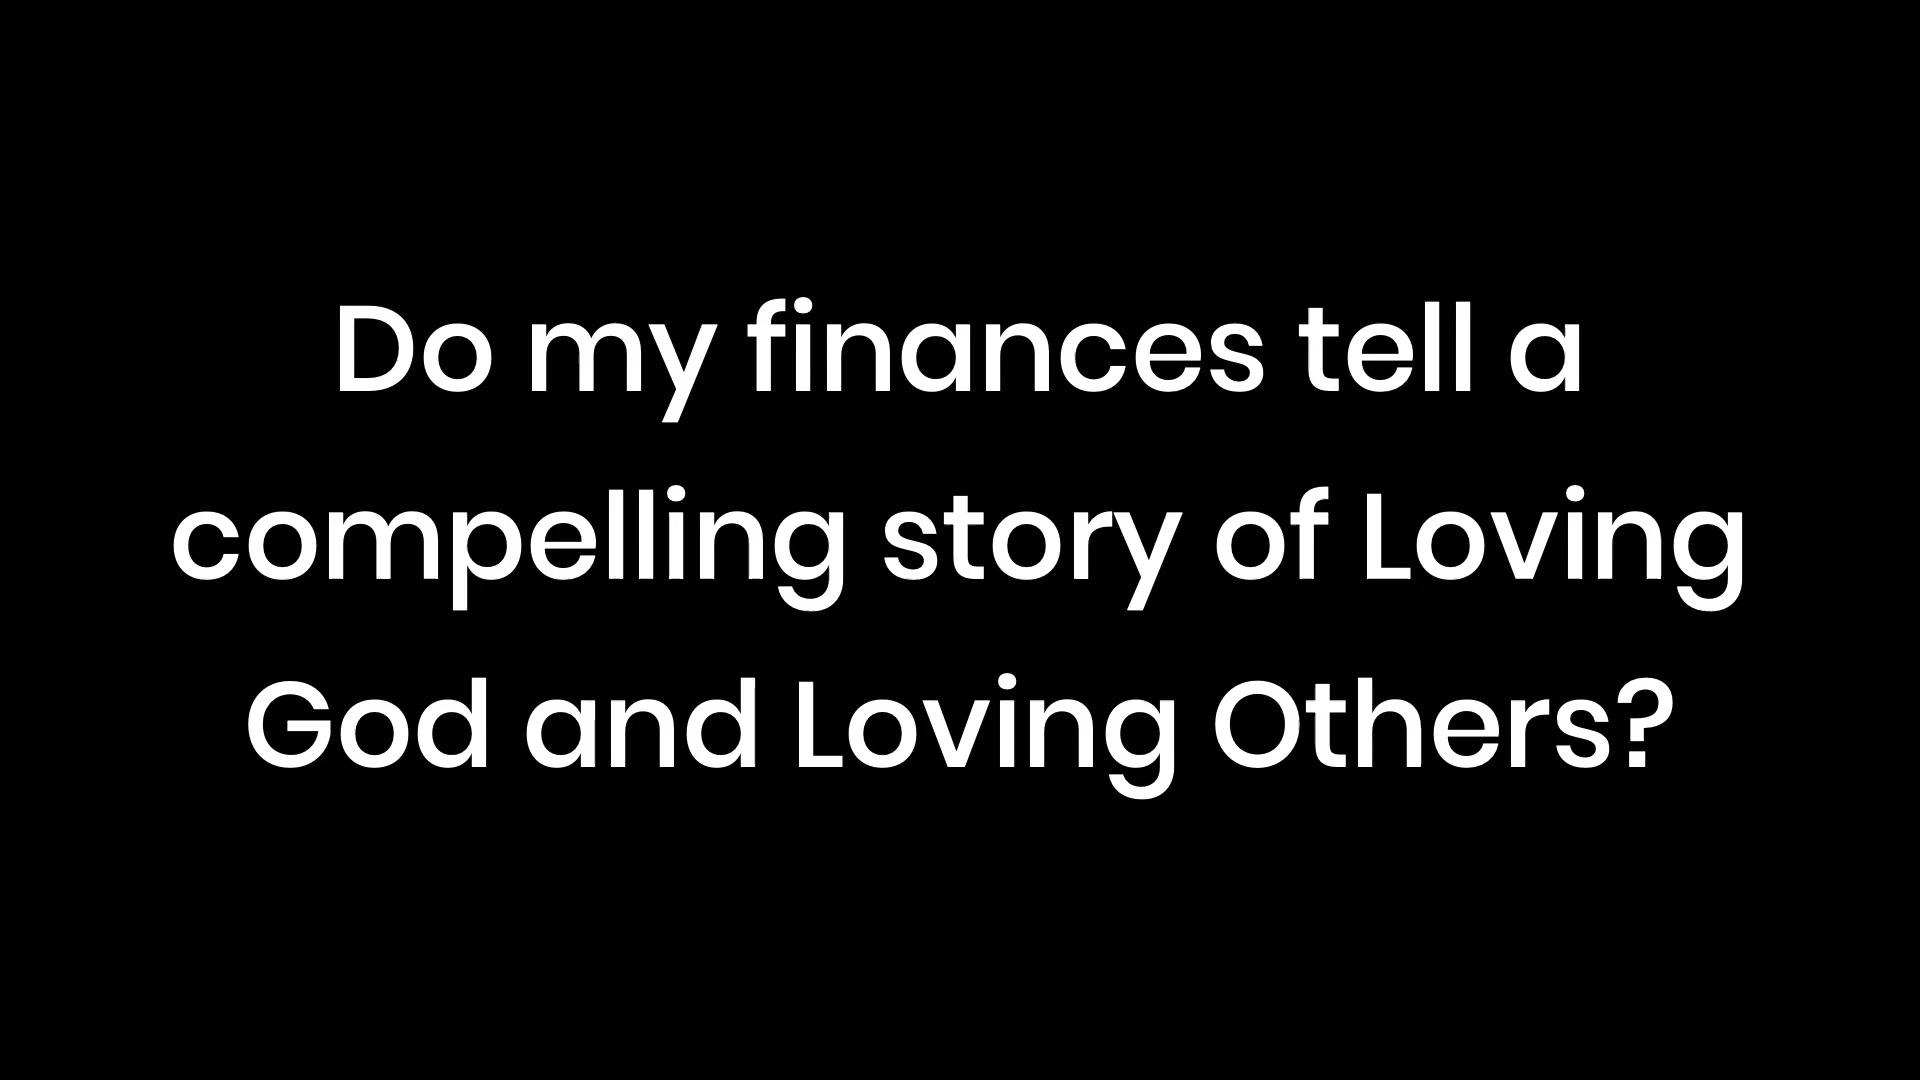 Do my finances tell a
compelling story of Loving
God and Loving Others?